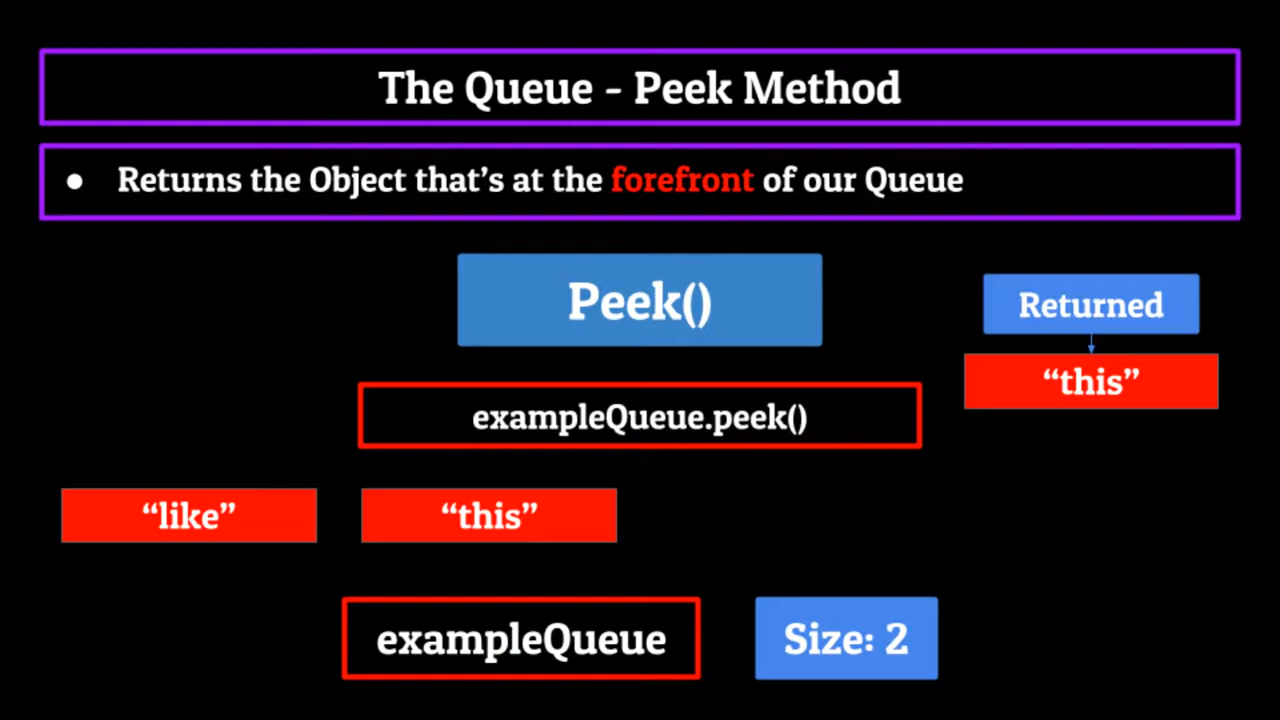 The Queue - Peek Method
● Returns the Object that’s at the forefront of our Queue
Peek()
Returned
“this”
exampleQueue.peek()
“like” “this”
exampleQueue
Size: 2